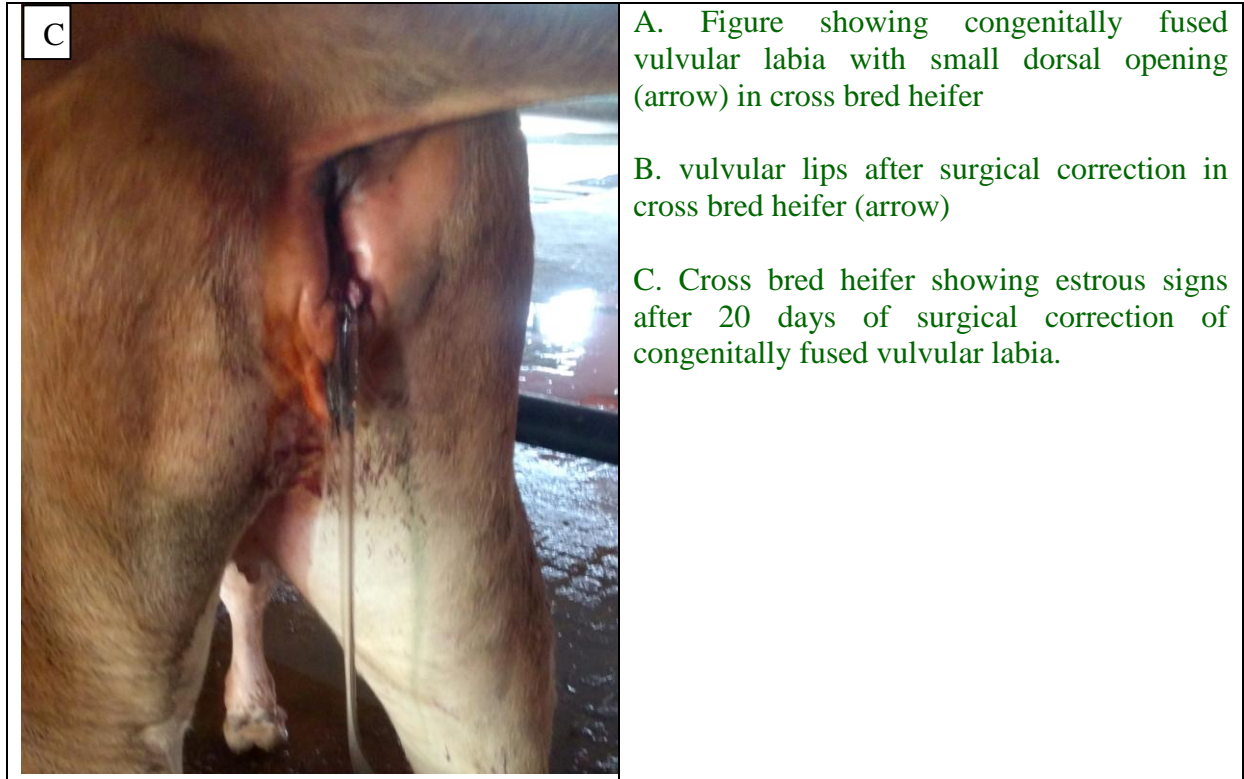 C
A. Figure showing congenitally fused
vulvular labia with small dorsal opening
(arrow) in cross bred heifer
B. vulvular lips after surgical correction in
cross bred heifer (arrow)
C. Cross bred heifer showing estrous signs
after 20 days of surgical correction of
congenitally fused vulvular labia.